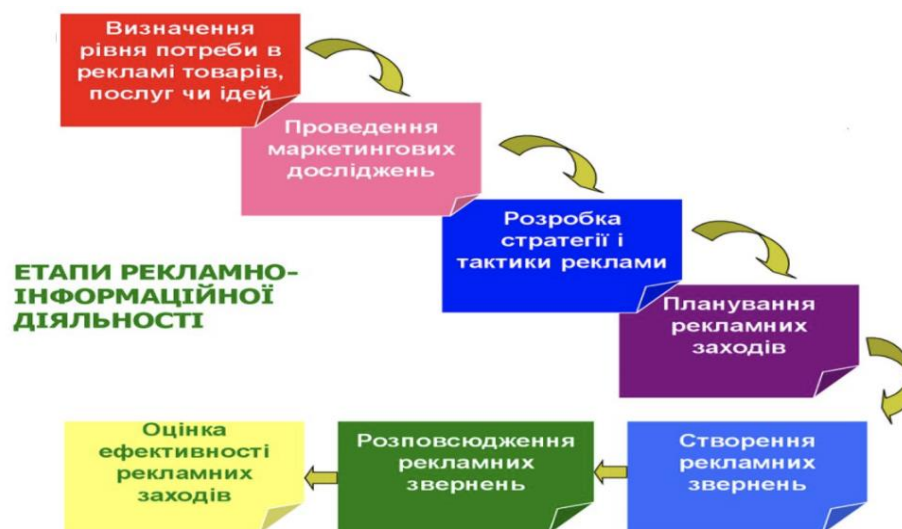 Визначення
рівня потреби в
рекламі товарів,
послуг чи ідей
Проведення
маркетингових
досліджень
Розробка
стратегії і
тактики реклами
Планування
рекламних
заходів
Створення
рекламних
звернень
Розповсюдження
рекламних
звернень
Оцінка
ефективності
рекламних
заходів
ЕТАПИ РЕКЛАМНО-
ІНФОРМАЦІЙНОЇ
ДІЯЛЬНОСТІ